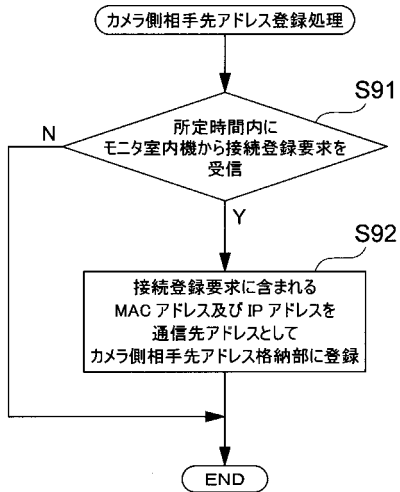 カメラ側相手先アドレス登録処理
S91
所定時間内に
モニタ室内機から接続登録要求を
受信
N
Y
S92
接続登録要求に含まれる
MAC アドレス及び IP アドレスを
通信先アドレスとして
カメラ側相手先アドレス格納部に登録
END